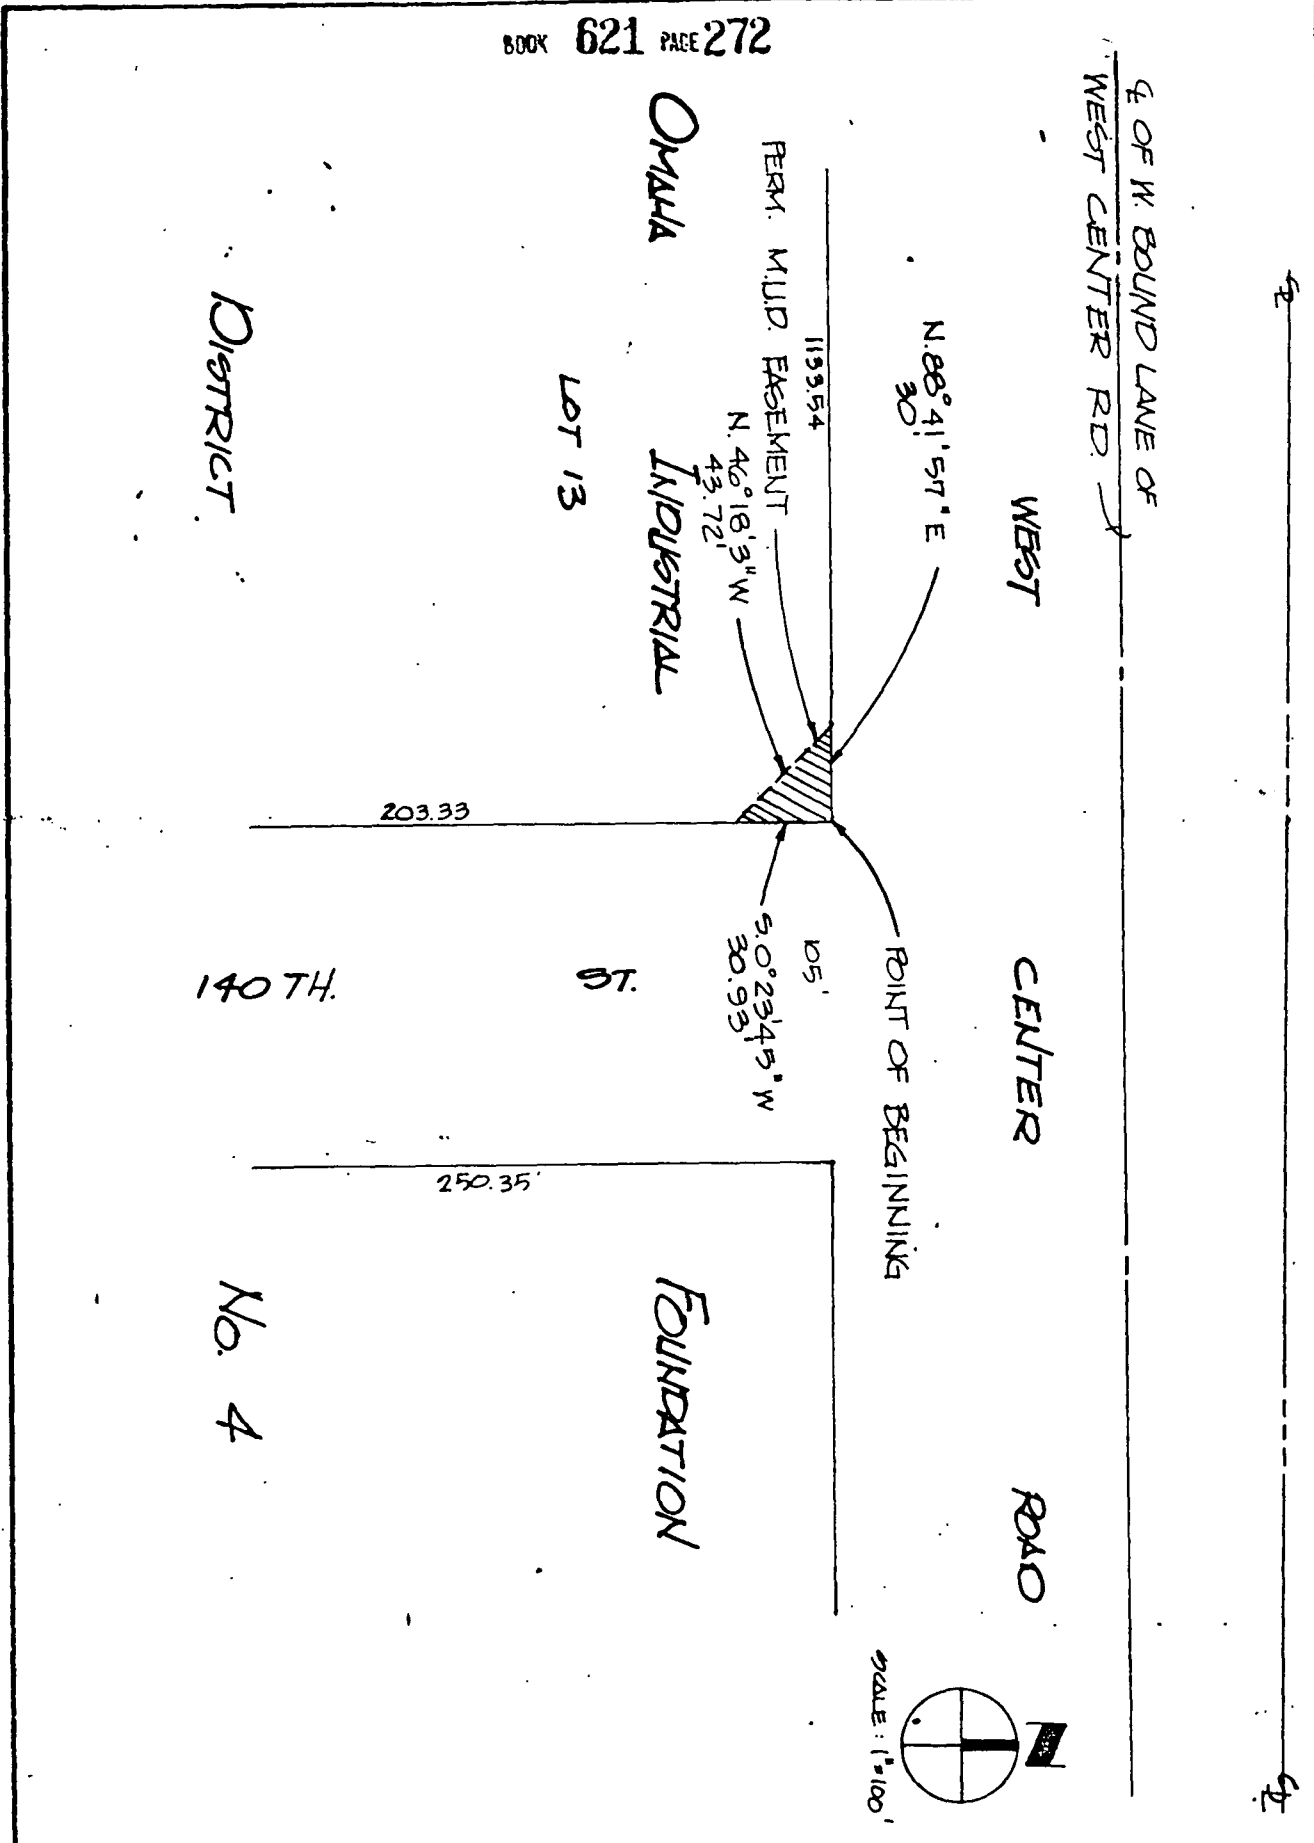 BOOK 621 PAGE 272
℄ OF W. BOUND LANE OF
WEST CENTER RD.
℄
℄
WEST CENTER ROAD
N.88°41'57"E
30'
POINT OF BEGINNING
1193.54
105'
PERM. M.U.D. EASEMENT
N. 46°18'3" W
43.72'
S.0°23'45" W
30.93'
OMAHA INDUSTRIAL FOUNDATION
LOT 13
ST.
203.33
250.35'
DISTRICT No. 4
140 TH.
N
SCALE : 1"=100'